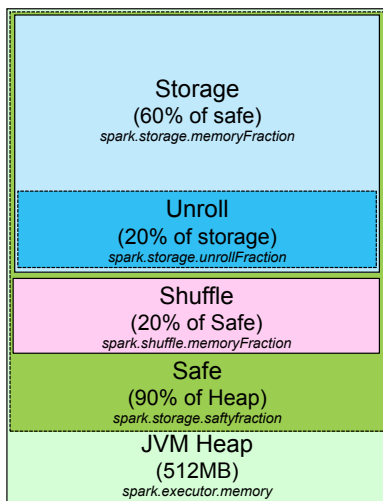 Storage
(60% of safe)
spark.storage.memoryFraction
Unroll
(20% of storage)
spark.storage.unrollFraction
Shuffle
(20% of Safe)
spark.shuffle.memoryFraction
Safe
(90% of Heap)
spark.storage.saftyfraction
JVM Heap
(512MB)
spark.executor.memory